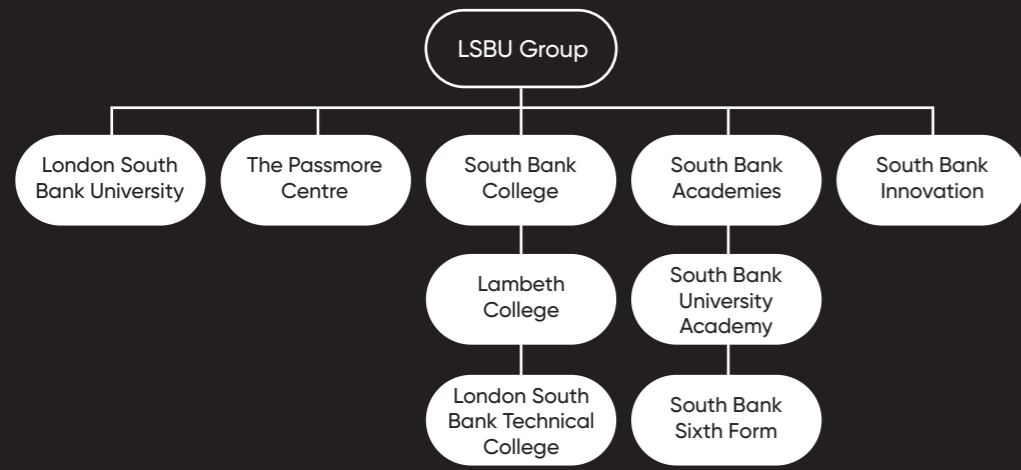 LSBU Group
London South
Bank University
The Passmore
Centre
South Bank
College
South Bank
Academies
South Bank
Innovation
Lambeth
College
South Bank
University
Academy
London South
Bank Technical
College
South Bank
Sixth Form